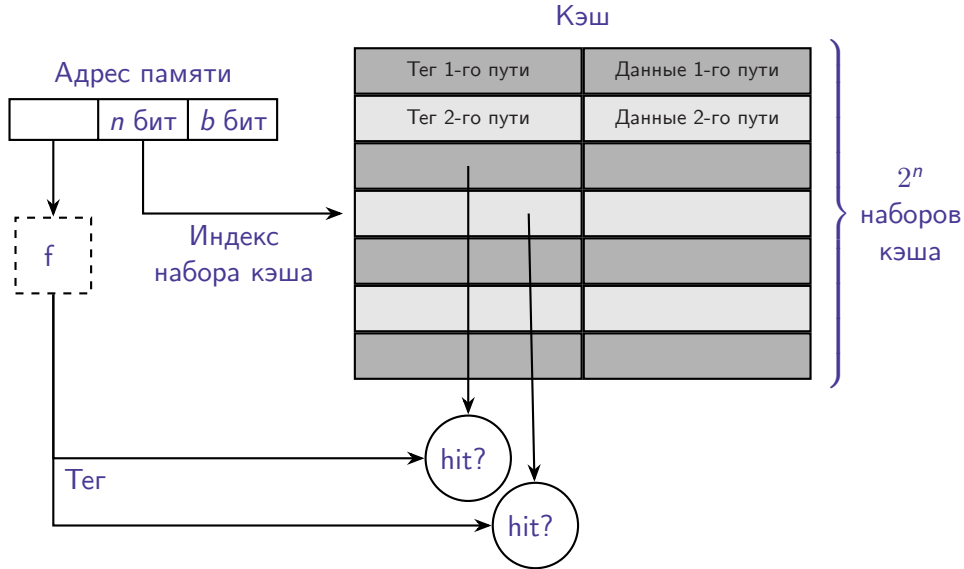 Кэш
Адрес памяти
n бит b бит
Тег 1-го пути Данные 1-го пути
Тег 2-го пути Данные 2-го пути
f
Индекс
набора кэша
2ⁿ
наборов
кэша
hit?
Тег
hit?